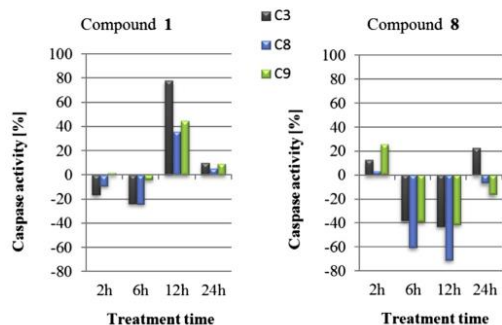 Compound 1
C3
C8
C9
Compound 8
Caspase activity [%]
100
80
60
40
20
0
-20
-40
-60
-80
2h 6h 12h 24h
Treatment time
Caspase activity [%]
100
80
60
40
20
0
-20
-40
-60
-80
2h 6h 12h 24h
Treatment time